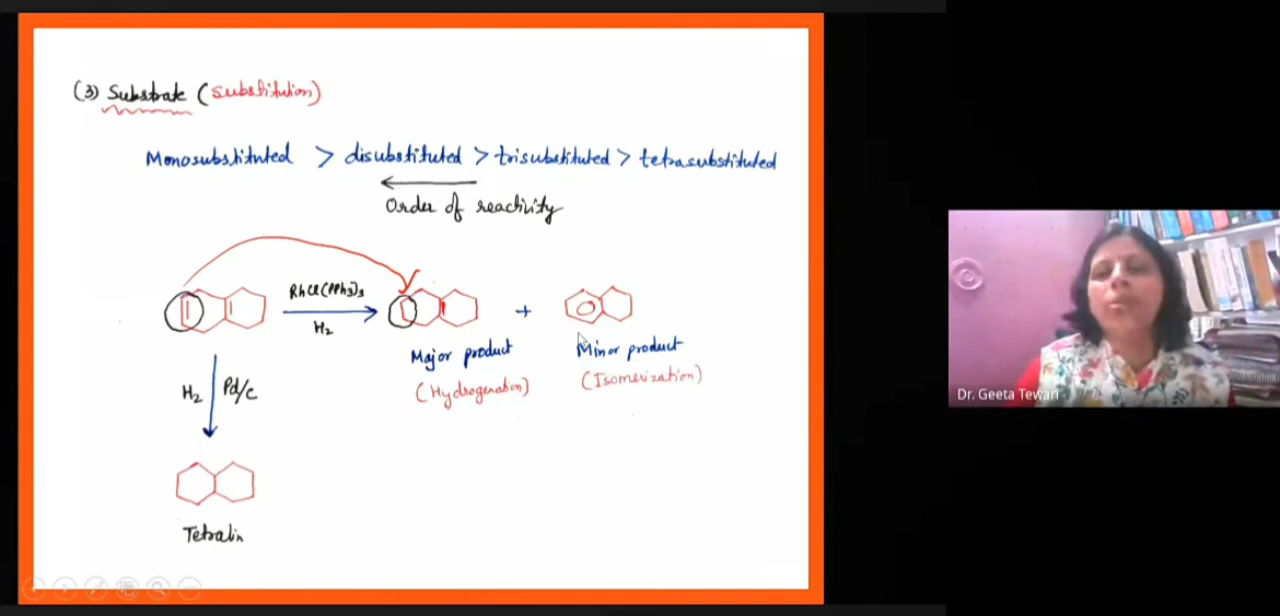 (3) Substrate (Substitution)
Monosubstituted > disubstituted > trisubstituted > tetrasubstituted
Order of reactivity
RhCl(PPh3)3
H2
+
Major product
(Hydrogenation)
Minor product
(Isomerization)
H2 Pd/C
Tetralin
Dr. Geeta Tewari